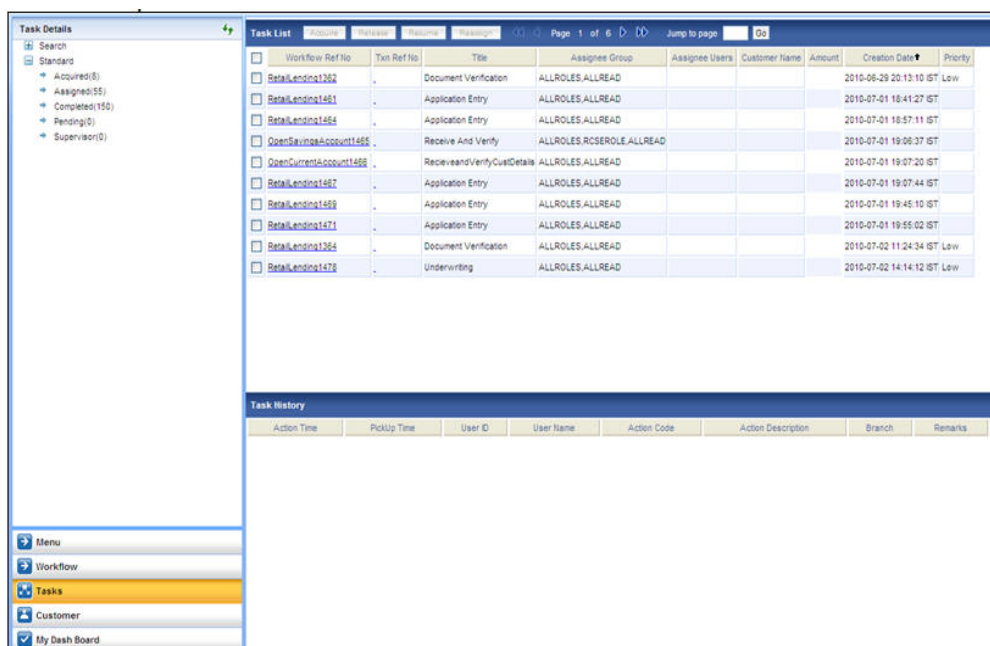 Task Details
Search
Standard
Acquired(8)
Assigned(55)
Completed(150)
Pending(0)
Supervisor(0)
Menu
Workflow
Tasks
Customer
My Dash Board
Task List Acquire Release Resume Reassign Page 1 of 6 Jump to page Go
Workflow Ref No Txn Ref No Title Assignee Group Assignee Users Customer Name Amount Creation Date Priority
RetailLending1362 Document Verification ALLROLES,ALLREAD 2010-06-29 20:13:10 IST Low
RetailLending1461 Application Entry ALLROLES,ALLREAD 2010-07-01 18:41:27 IST
RetailLending1464 Application Entry ALLROLES,ALLREAD 2010-07-01 18:57:11 IST
OpenSavingsAccount1465 Receive And Verify ALLROLES,RCSEROLE,ALLREAD 2010-07-01 19:06:37 IST
OpenCurrentAccount1466 RecieveandVerifyCustDetails ALLROLES,ALLREAD 2010-07-01 19:07:20 IST
RetailLending1467 Application Entry ALLROLES,ALLREAD 2010-07-01 19:07:44 IST
RetailLending1469 Application Entry ALLROLES,ALLREAD 2010-07-01 19:45:10 IST
RetailLending1471 Application Entry ALLROLES,ALLREAD 2010-07-01 19:55:02 IST
RetailLending1364 Document Verification ALLROLES,ALLREAD 2010-07-02 11:24:34 IST Low
RetailLending1478 Underwriting ALLROLES,ALLREAD 2010-07-02 14:14:12 IST Low
Task History
Action Time PickUp Time User ID User Name Action Code Action Description Branch Remarks